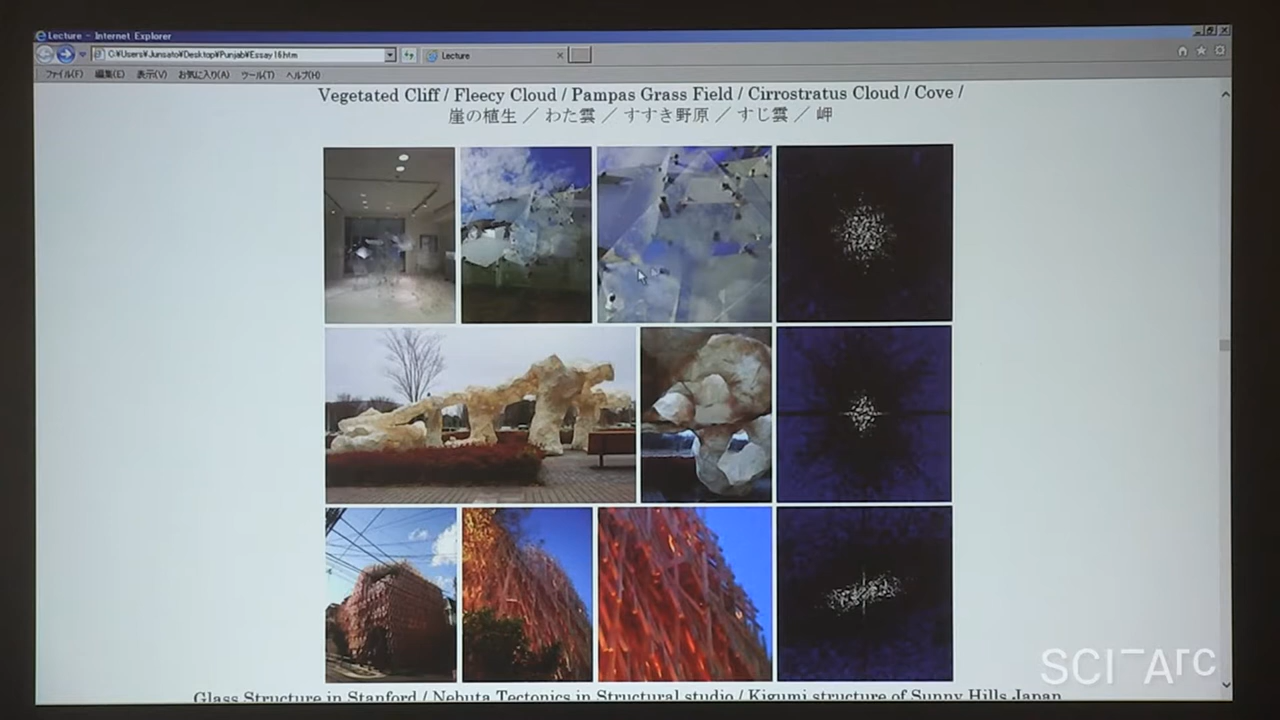 Lecture - Internet Explorer
C:¥Users¥Junsato¥Desktop¥Punjab¥Essay16.htm
Lecture
ファイル(F) 編集(E) 表示(V) お気に入り(A) ツール(T) ヘルプ(H)
Vegetated Cliff / Fleecy Cloud / Pampas Grass Field / Cirrostratus Cloud / Cove /
崖の植生 ／ わた雲 ／ すすき野原 ／ すじ雲 ／ 岬
Glass Structure in Stanford / Nebuta Tectonics in Structural studio / Kigumi structure of Sunny Hills Japan
SCI-Arc